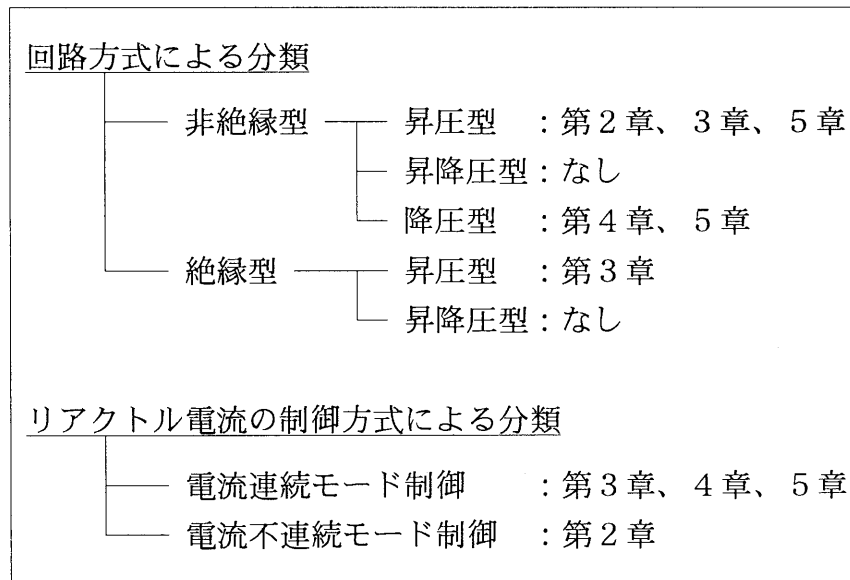 回路方式による分類
非絶縁型 昇圧型 ：第２章、３章、５章
昇降圧型：なし
降圧型 ：第４章、５章
絶縁型 昇圧型 ：第３章
昇降圧型：なし
リアクトル電流の制御方式による分類
電流連続モード制御 ：第３章、４章、５章
電流不連続モード制御 ：第２章